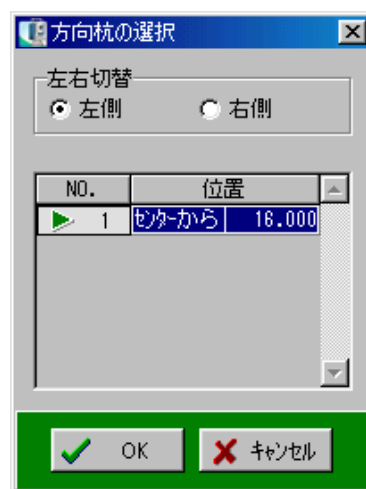 方向杭の選択
左右切替
左側 右側
NO. 位置
1 ｾﾝﾀｰから 16.000
OK ｷｬﾝｾﾙ